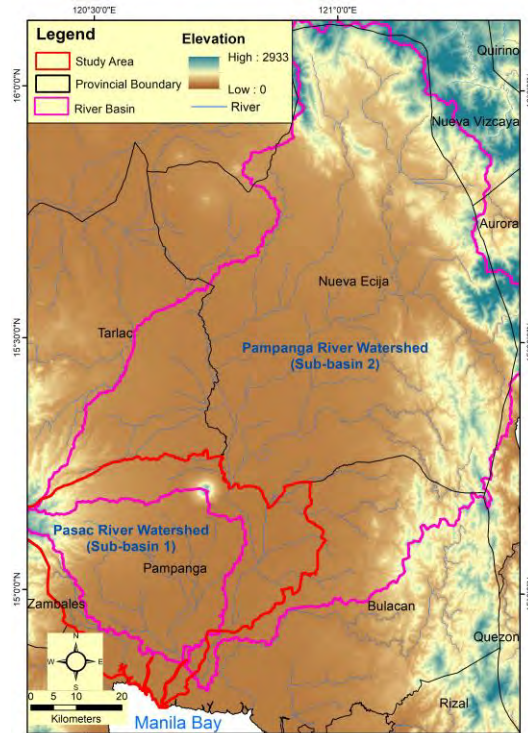 120°30'0"E
121°0'0"E
Legend
Study Area
Provincial Boundary
River Basin
Elevation
High : 2933
Low : 0
River
16°0'0"N
15°30'0"N
15°0'0"N
Quirino
Nueva Vizcaya
Aurora
Nueva Ecija
Tarlac
Pampanga River Watershed
(Sub-basin 2)
Pasac River Watershed
(Sub-basin 1)
Pampanga
Zambales
Bulacan
Quezon
Rizal
N
W
E
S
0 5 10 20
Kilometers
Manila Bay